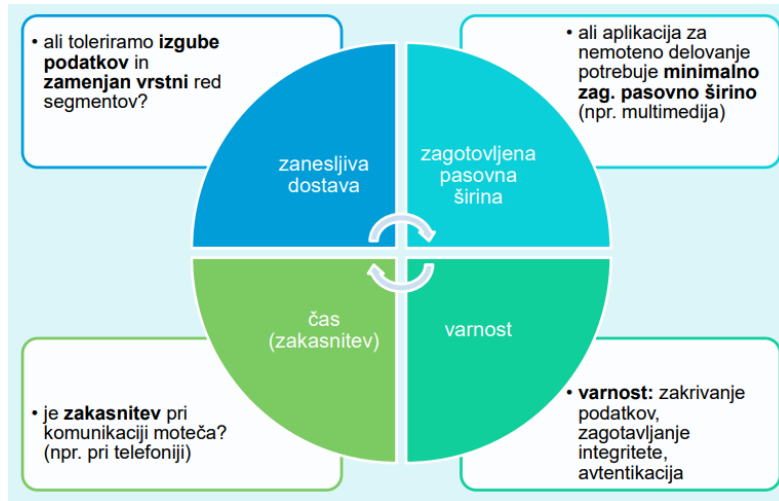 • ali toleriramo izgube
podatkov in
zamenjan vrstni red
segmentov?
• ali aplikacija za
nemoteno delovanje
potrebuje minimalno
zag. pasovno širino
(npr. multimedija)
zanesljiva
dostava
zagotovljena
pasovna
širina
čas
(zakasnitev)
varnost
• je zakasnitev pri
komunikaciji moteča?
(npr. pri telefoniji)
• varnost: zakrivanje
podatkov,
zagotavljanje
integritete,
avtentikacija